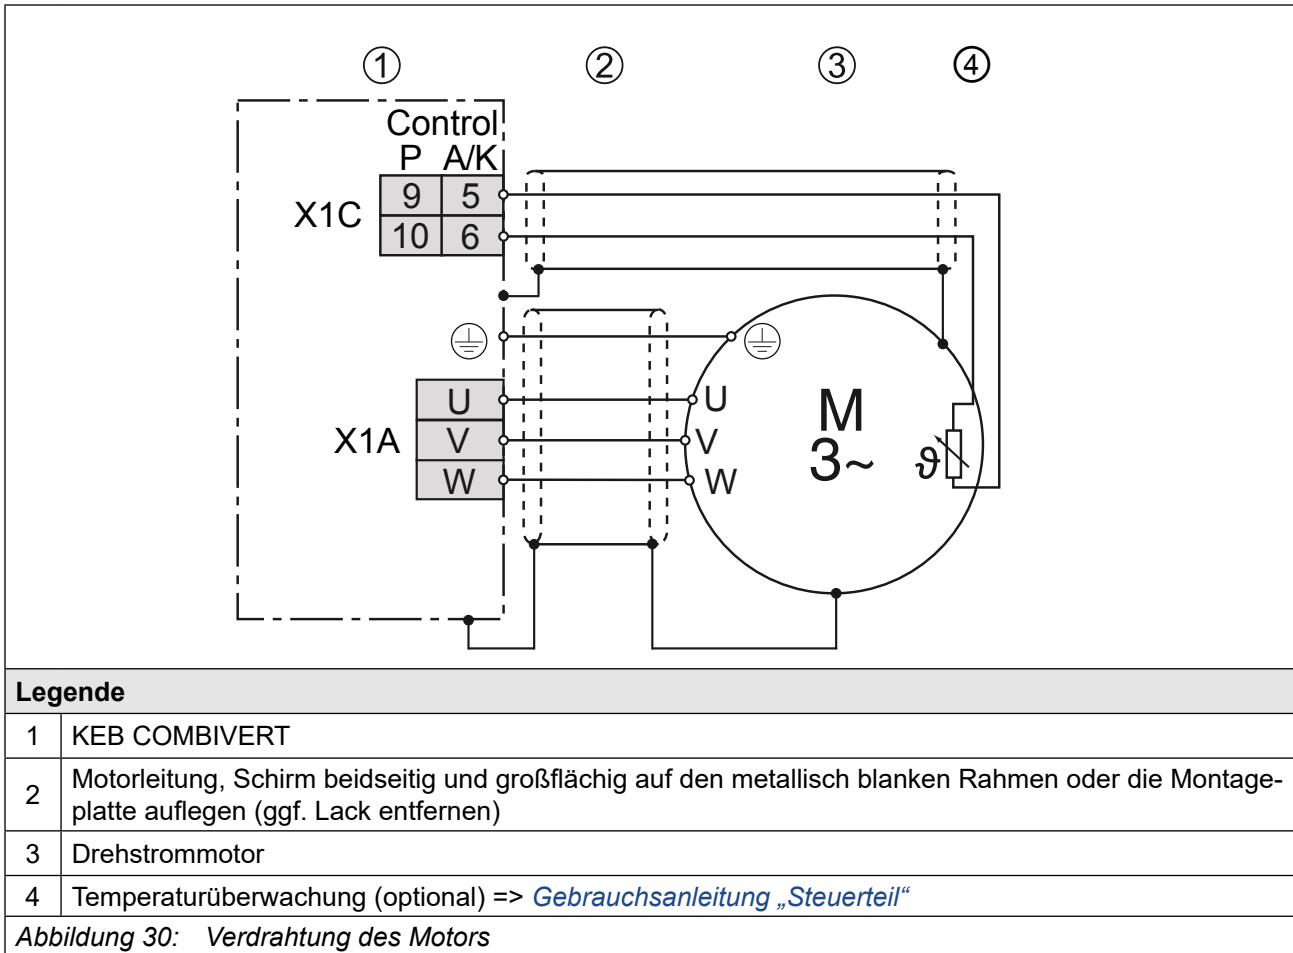 ① ② ③ ④
Control
P A/K
X1C 9 5
10 6
X1A U U
V V
W W
M
3~
ϑ
Legende
1 KEB COMBIVERT
2 Motorleitung, Schirm beidseitig und großflächig auf den metallisch blanken Rahmen oder die Montage-
platte auflegen (ggf. Lack entfernen)
3 Drehstrommotor
4 Temperaturüberwachung (optional) => Gebrauchsanleitung „Steuerteil“
Abbildung 30: Verdrahtung des Motors